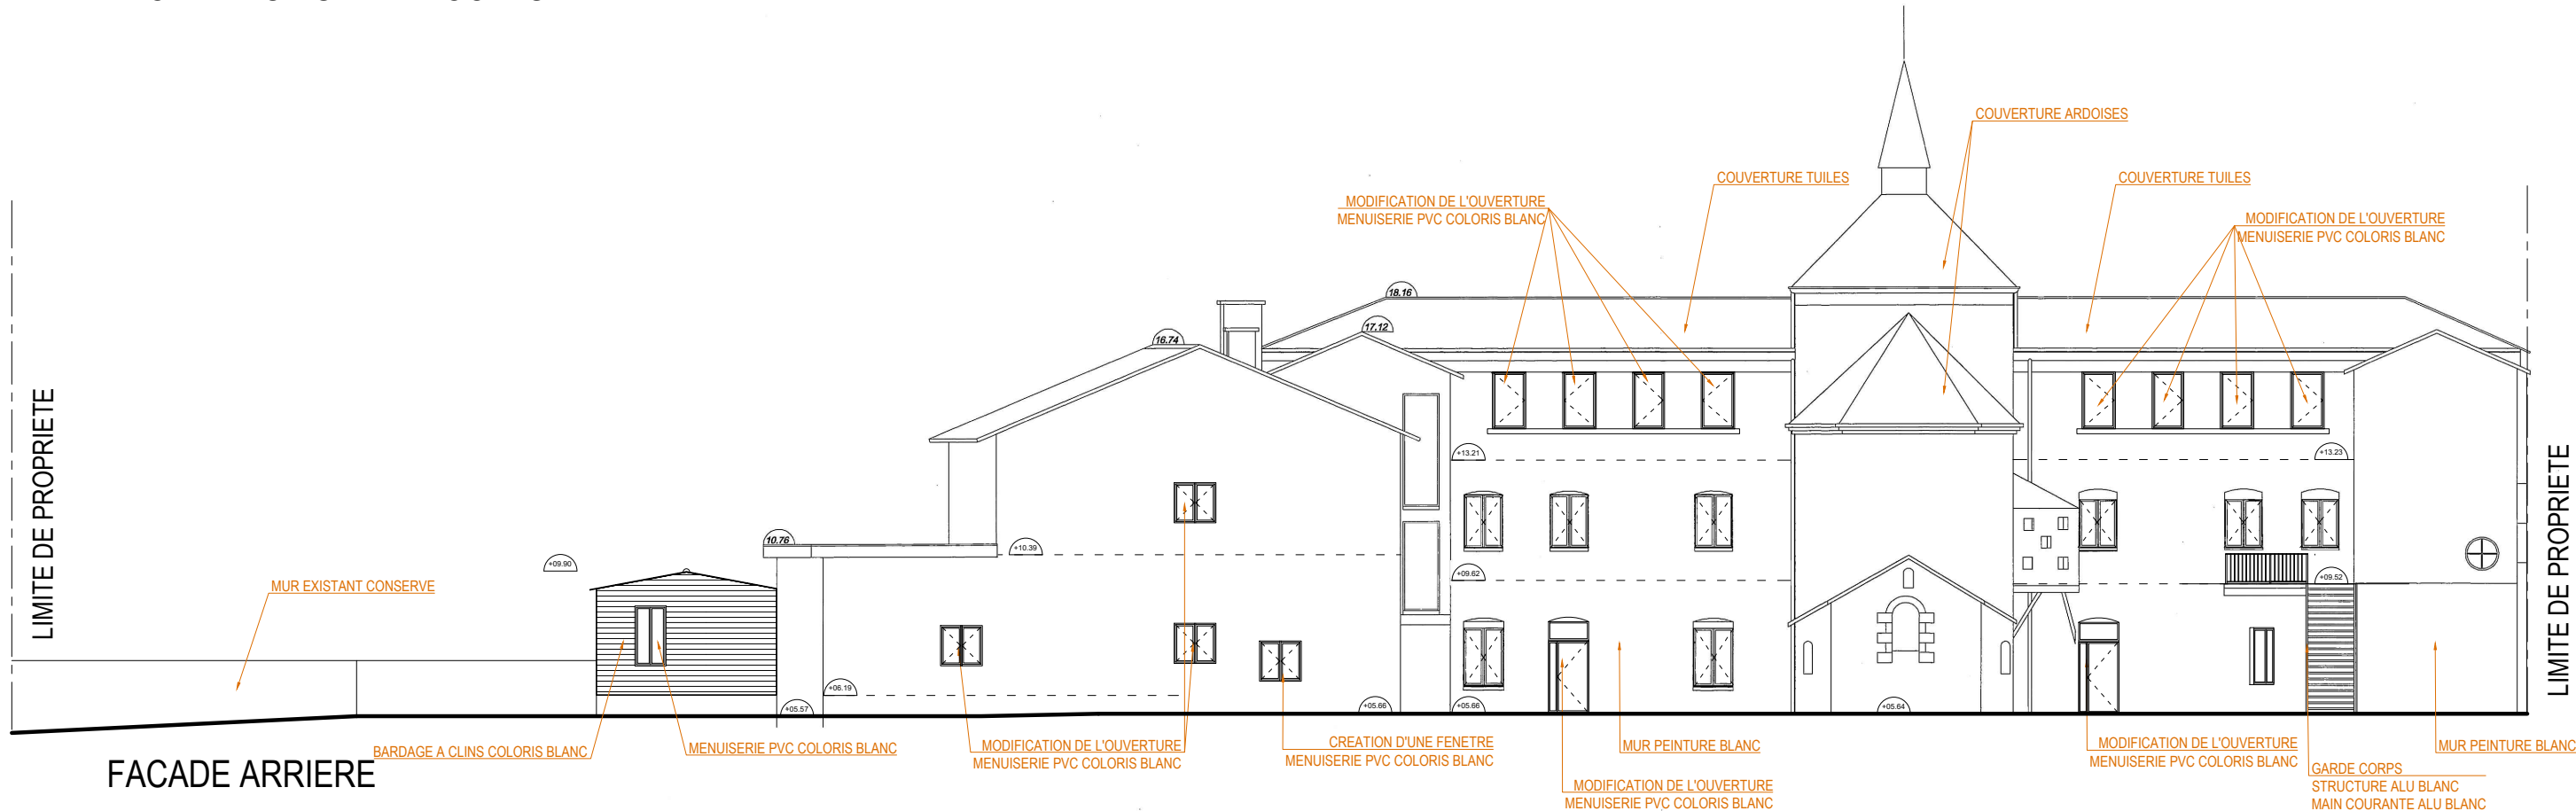 COUVERTURE ARDOISES
COUVERTURE TUILES
COUVERTURE TUILES
MODIFICATION DE L'OUVERTURE
MENUISERIE PVC COLORIS BLANC
MODIFICATION DE L'OUVERTURE
MENUISERIE PVC COLORIS BLANC
18.16
17.12
16.74
+13.21
+13.23
10.76
+10.39
+09.90
+09.62
+09.52
MUR EXISTANT CONSERVE
LIMITE DE PROPRIETE
LIMITE DE PROPRIETE
+06.19
+05.57
+05.66
+05.66
+05.64
BARDAGE A CLINS COLORIS BLANC
MENUISERIE PVC COLORIS BLANC
MODIFICATION DE L'OUVERTURE
MENUISERIE PVC COLORIS BLANC
CREATION D'UNE FENETRE
MENUISERIE PVC COLORIS BLANC
MUR PEINTURE BLANC
MODIFICATION DE L'OUVERTURE
MENUISERIE PVC COLORIS BLANC
MODIFICATION DE L'OUVERTURE
MENUISERIE PVC COLORIS BLANC
MUR PEINTURE BLANC
GARDE CORPS
STRUCTURE ALU BLANC
MAIN COURANTE ALU BLANC
FACADE ARRIERE